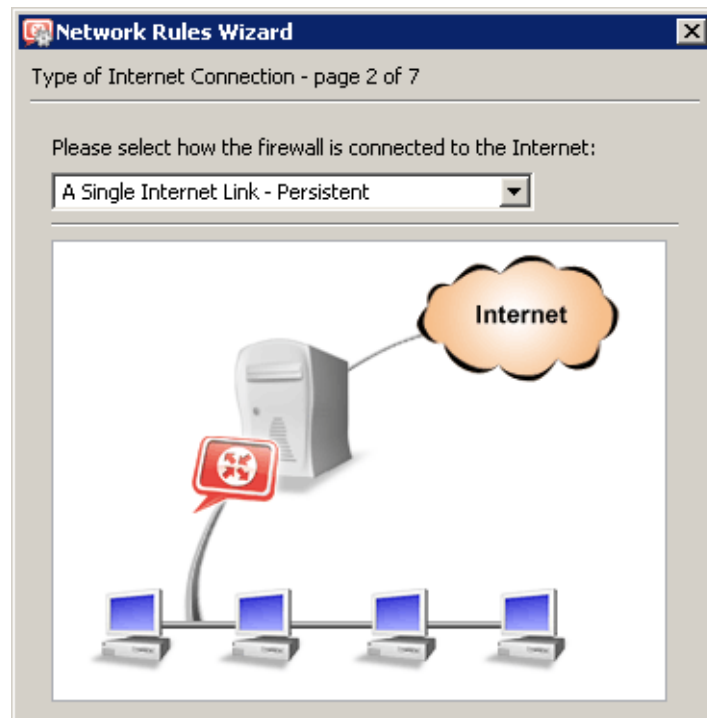 Network Rules Wizard
Type of Internet Connection - page 2 of 7
Please select how the firewall is connected to the Internet:
A Single Internet Link - Persistent
Internet